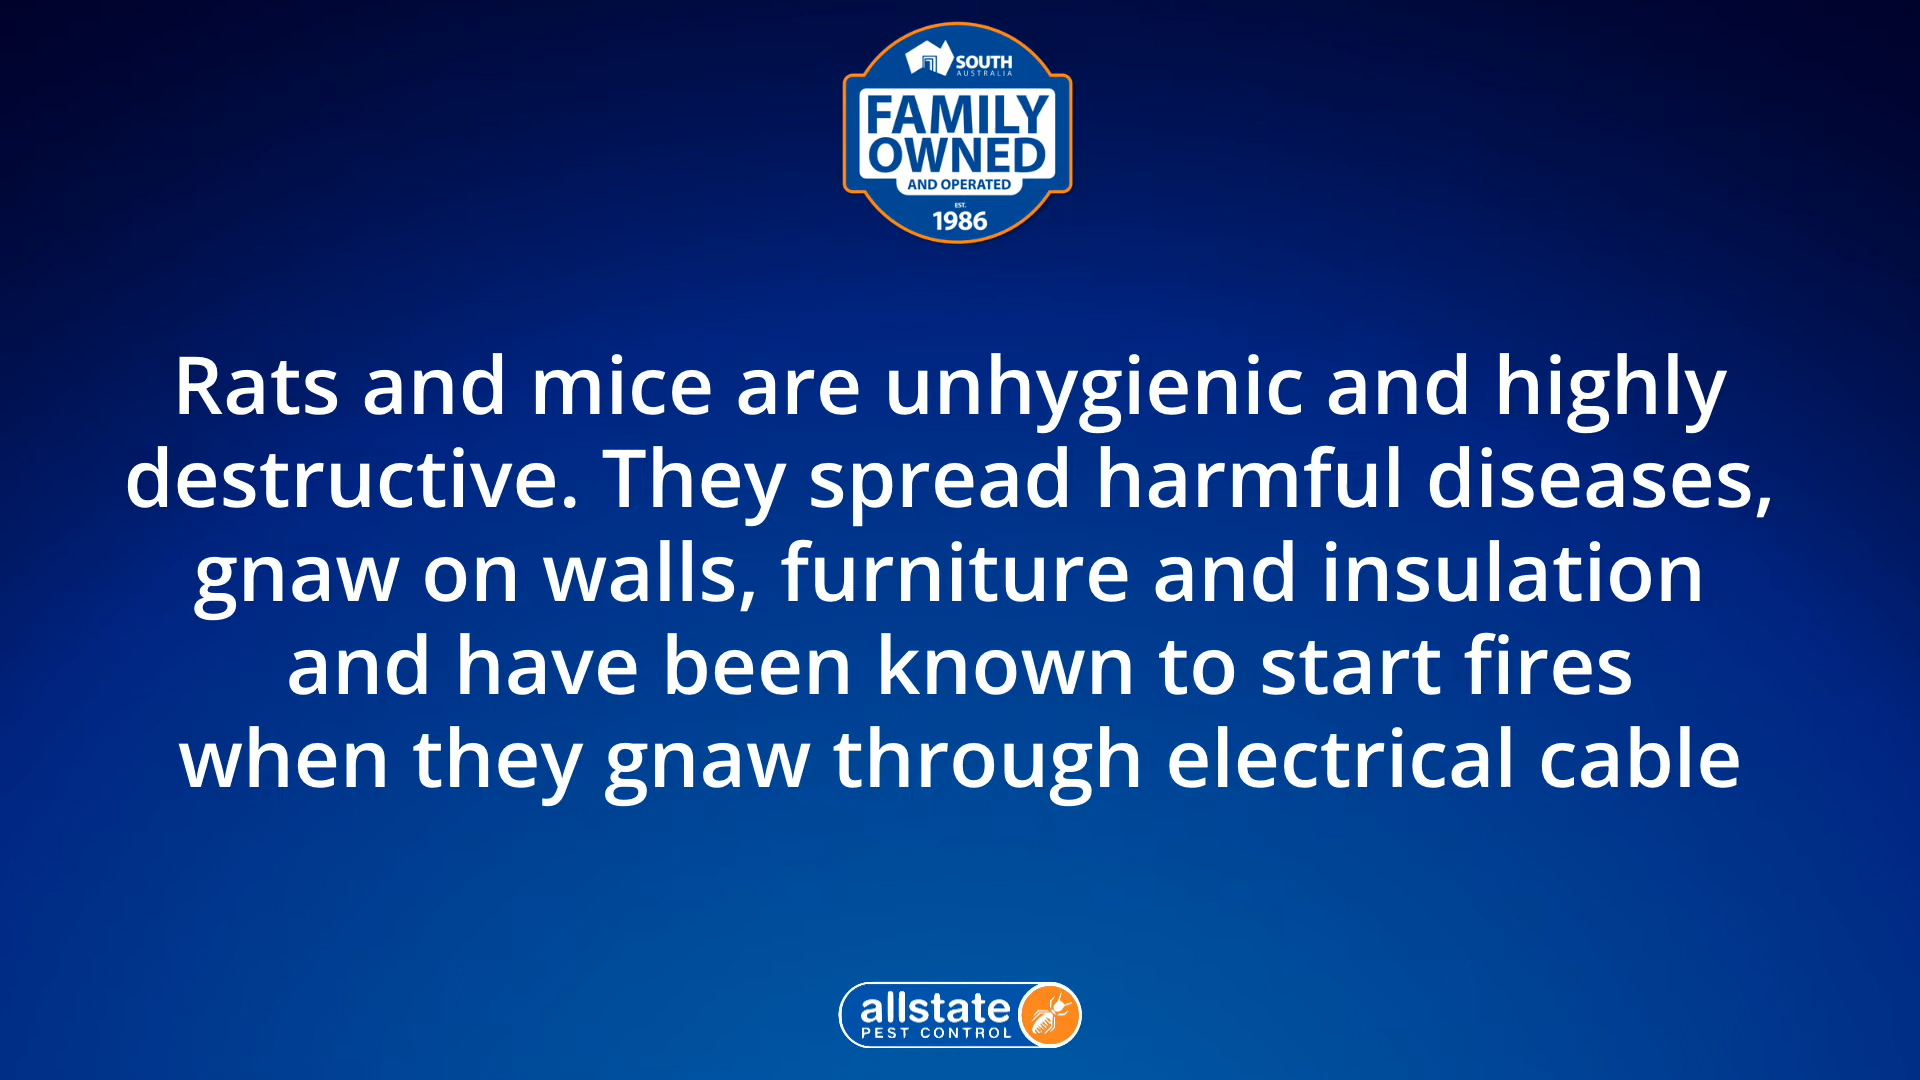 SOUTH
AUSTRALIA
FAMILY
OWNED
AND OPERATED
EST.
1986
Rats and mice are unhygienic and highly
destructive. They spread harmful diseases,
gnaw on walls, furniture and insulation
and have been known to start fires
when they gnaw through electrical cable
allstate
PEST CONTROL